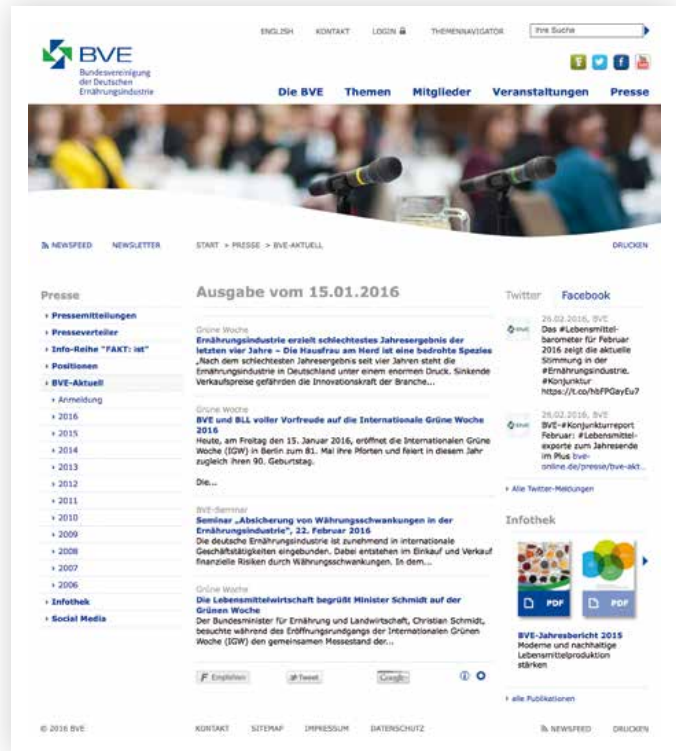 ENGLISH KONTAKT LOGIN THEMENNAVIGATOR Ihre Suche
BVE
Bundesvereinigung
der Deutschen
Ernährungsindustrie
Die BVE Themen Mitglieder Veranstaltungen Presse
NEWSFEED NEWSLETTER START > PRESSE > BVE-AKTUELL DRUCKEN
Presse
Pressemitteilungen
Presseverteiler
Info-Reihe "FAKT: ist"
Positionen
BVE-Aktuell
Anmeldung
2016
2015
2014
2013
2012
2011
2010
2009
2008
2007
2006
Infothek
Social Media
Ausgabe vom 15.01.2016
Grüne Woche
Ernährungsindustrie erzielt schlechtestes Jahresergebnis der
letzten vier Jahre – Die Hausfrau am Herd ist eine bedrohte Spezies
„Nach dem schlechtesten Jahresergebnis seit vier Jahren steht die
Ernährungsindustrie in Deutschland unter einem enormen Druck. Sinkende
Verkaufspreise gefährden die Innovationskraft der Branche...
Grüne Woche
BVE und BLL voller Vorfreude auf die Internationale Grüne Woche
2016
Heute, am Freitag den 15. Januar 2016, eröffnet die Internationalen Grüne
Woche (IGW) in Berlin zum 81. Mal ihre Pforten und feiert in diesem Jahr
zugleich ihren 90. Geburtstag.
Die...
BVE-Seminar
Seminar „Absicherung von Währungsschwankungen in der
Ernährungsindustrie“, 22. Februar 2016
Die deutsche Ernährungsindustrie ist zunehmend in internationale
Geschäftstätigkeiten eingebunden. Dabei entstehen im Einkauf und Verkauf
finanzielle Risiken durch Währungsschwankungen. In dem...
Grüne Woche
Die Lebensmittelwirtschaft begrüßt Minister Schmidt auf der
Grünen Woche
Der Bundesminister für Ernährung und Landwirtschaft, Christian Schmidt,
besuchte während des Eröffnungsrundgangs der Internationalen Grünen
Woche (IGW) den gemeinsamen Messestand der...
Empfehlen Tweet Google
Twitter Facebook
26.02.2016, BVE
Das #Lebensmittel-
barometer für Februar
2016 zeigt die aktuelle
Stimmung in der
#Ernährungsindustrie.
#Konjunktur
https://t.co/hbFPGayEu7
26.02.2016, BVE
BVE-#Konjunkturreport
Februar: #Lebensmittel-
exporte zum Jahresende
im Plus bve-
online.de/presse/bve-akt...
Alle Twitter-Meldungen
Infothek
PDF PDF
BVE-Jahresbericht 2015
Moderne und nachhaltige
Lebensmittelproduktion
stärken
alle Publikationen
© 2016 BVE KONTAKT SITEMAP IMPRESSUM DATENSCHUTZ NEWSFEED DRUCKEN